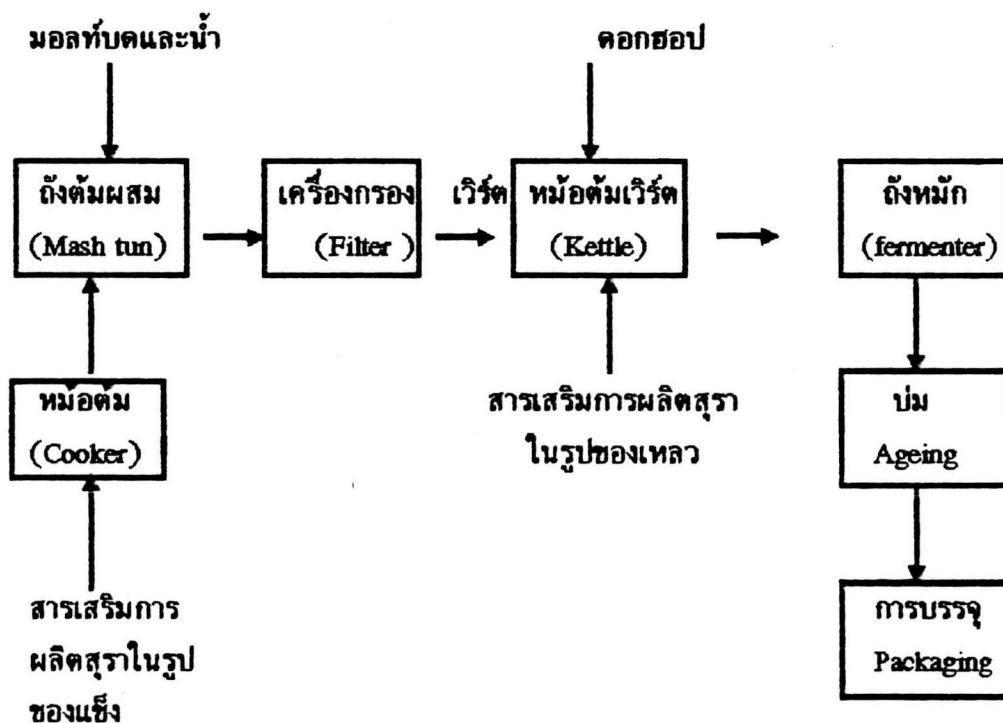 มอลท์บดและน้ำ
ดอกฮอป
ถังต้มผสม
(Mash tun)
เครื่องกรอง
(Filter )
เวิร์ต
หม้อต้มเวิร์ต
(Kettle)
ถังหมัก
(fermenter)
หม้อต้ม
(Cooker)
สารเสริมการผลิตสุรา
ในรูปของเหลว
บ่ม
Ageing
สารเสริมการ
ผลิตสุราในรูป
ของแข็ง
การบรรจุ
Packaging